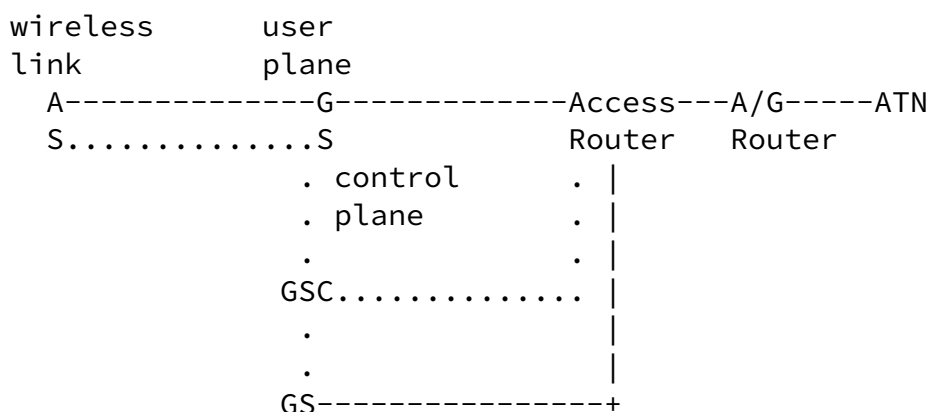 wireless        user
link            plane
  A--------------G-------------Access---A/G-----ATN
  S..............S             Router   Router
                . control      . |
                . plane        . |
                .              . |
               GSC.............. |
                .                |
                .                |
               GS----------------+